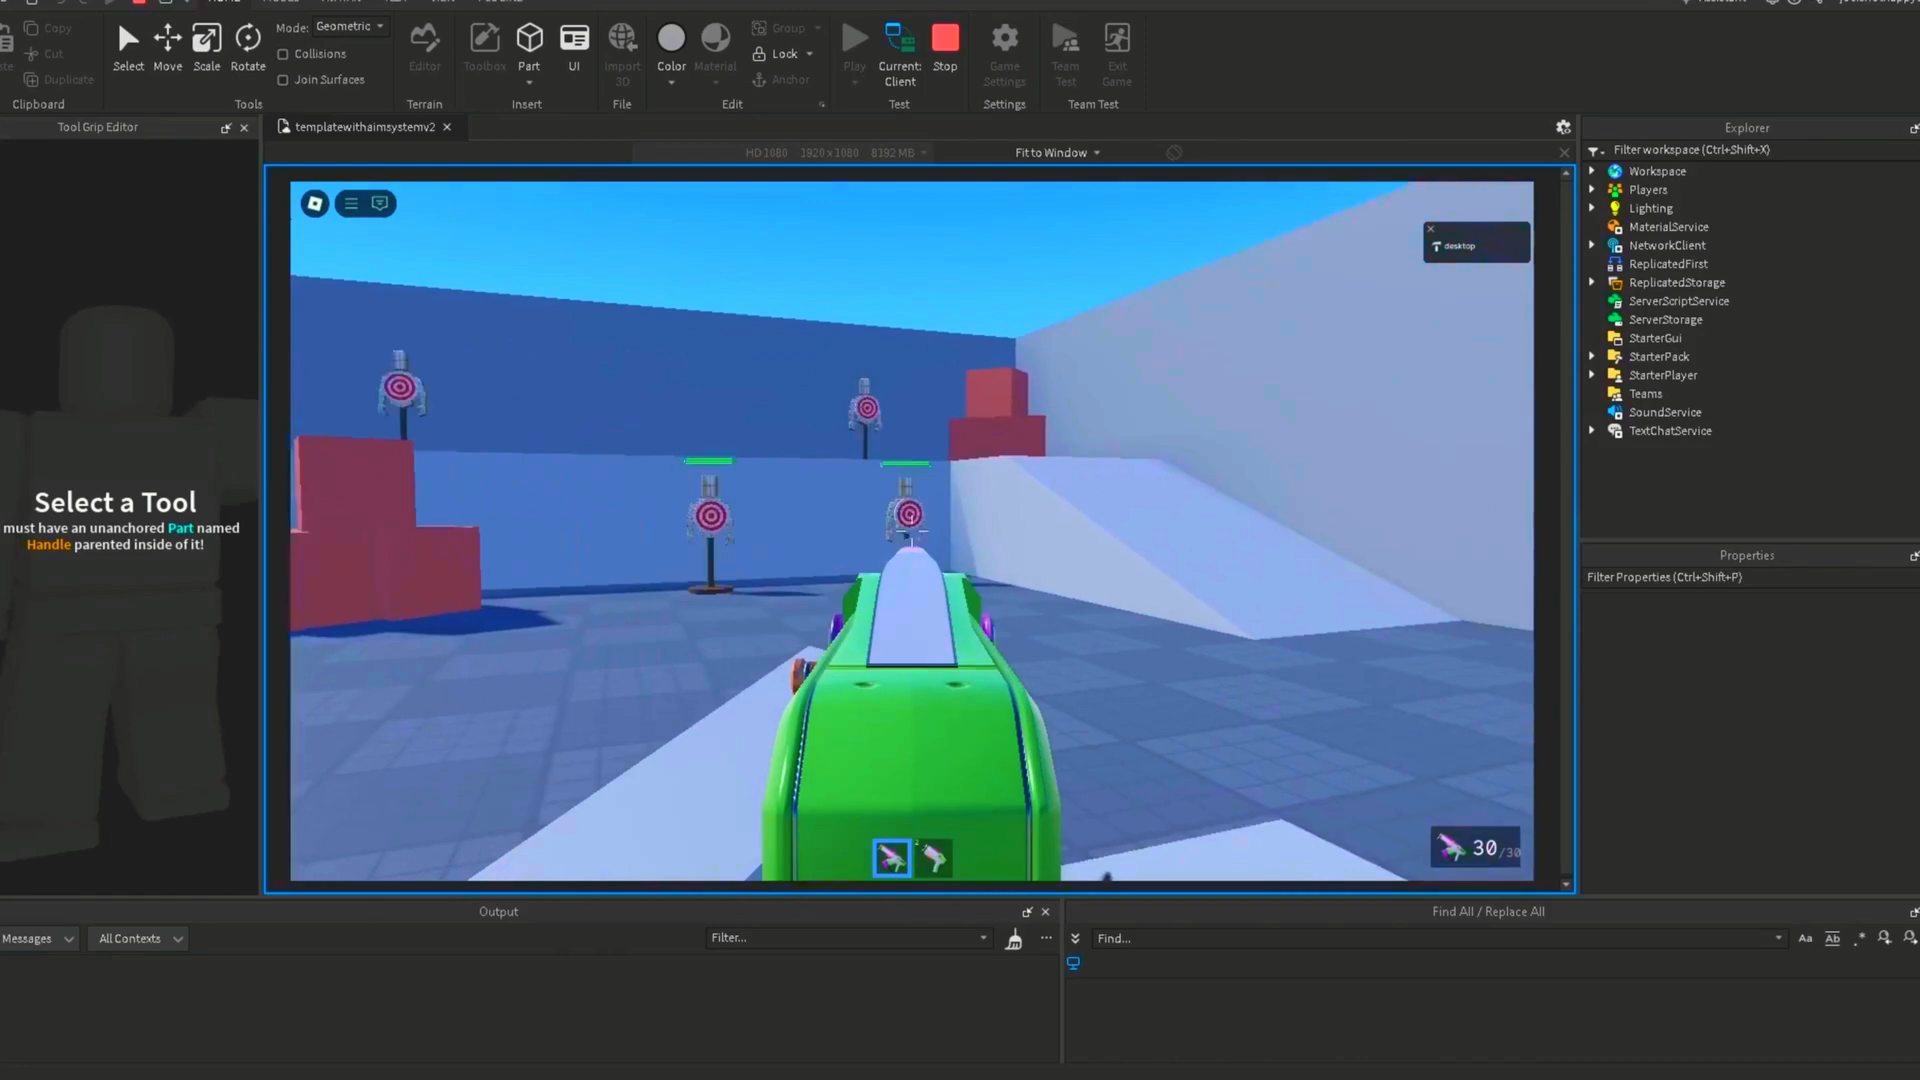 HOME
Copy
Cut
Duplicate
Clipboard
Select
Move
Scale
Rotate
Mode:
Geometric
Collisions
Join Surfaces
Tools
Editor
Terrain
Toolbox
Part
UI
Insert
Import
3D
File
Color
Material
Group
Lock
Anchor
Edit
Play
Current:
Client
Stop
Test
Game
Settings
Settings
Team
Test
Exit
Game
Team Test
Tool Grip Editor
templatewithaimsystemv2
Explorer
HD 1080 1920 x 1080 8192 MB
Fit to Window
Filter workspace (Ctrl+Shift+X)
Workspace
Players
Lighting
MaterialService
NetworkClient
ReplicatedFirst
ReplicatedStorage
ServerScriptService
ServerStorage
StarterGui
StarterPack
StarterPlayer
Teams
SoundService
TextChatService
desktop
Select a Tool
must have an unanchored Part named
Handle parented inside of it!
Properties
Filter Properties (Ctrl+Shift+P)
2
30/30
Output
Find All / Replace All
Messages
All Contexts
Filter...
Find...
Aa
Ab
.*